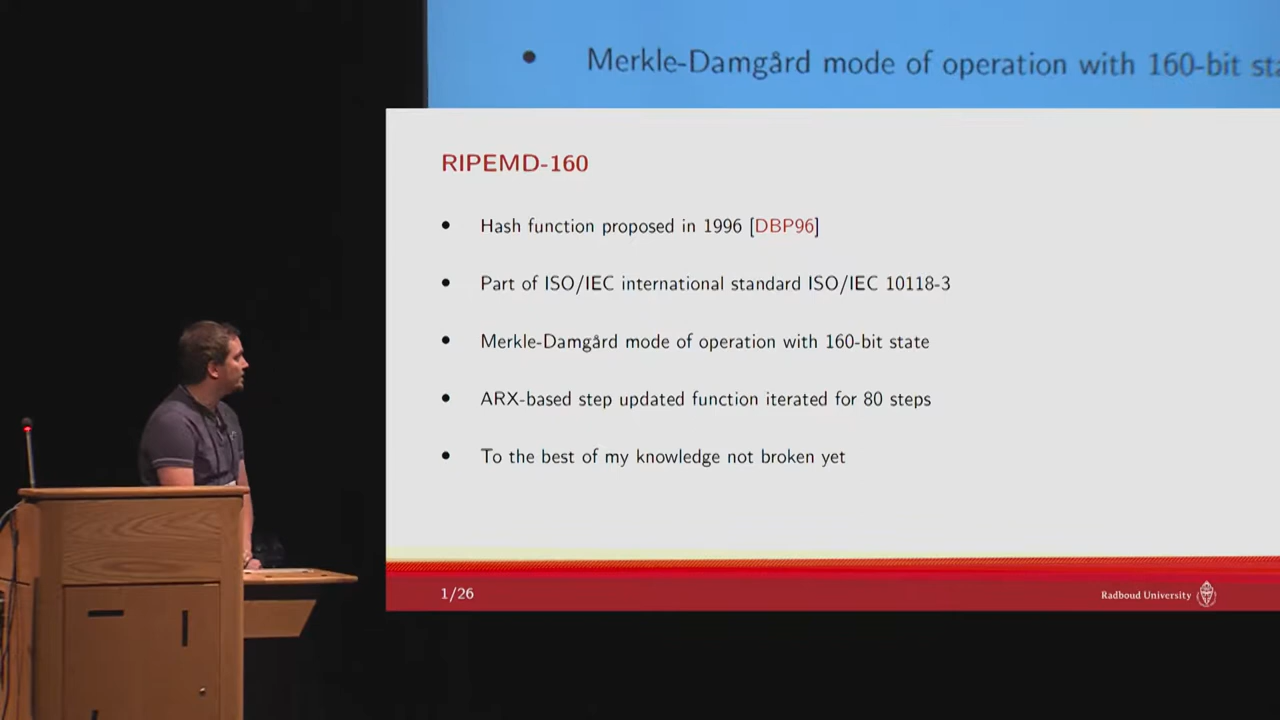 Merkle-Damgård mode of operation with 160-bit
RIPEMD-160
• Hash function proposed in 1996 [DBP96]
• Part of ISO/IEC international standard ISO/IEC 10118-3
• Merkle-Damgård mode of operation with 160-bit state
• ARX-based step updated function iterated for 80 steps
• To the best of my knowledge not broken yet
1/26
Radboud University